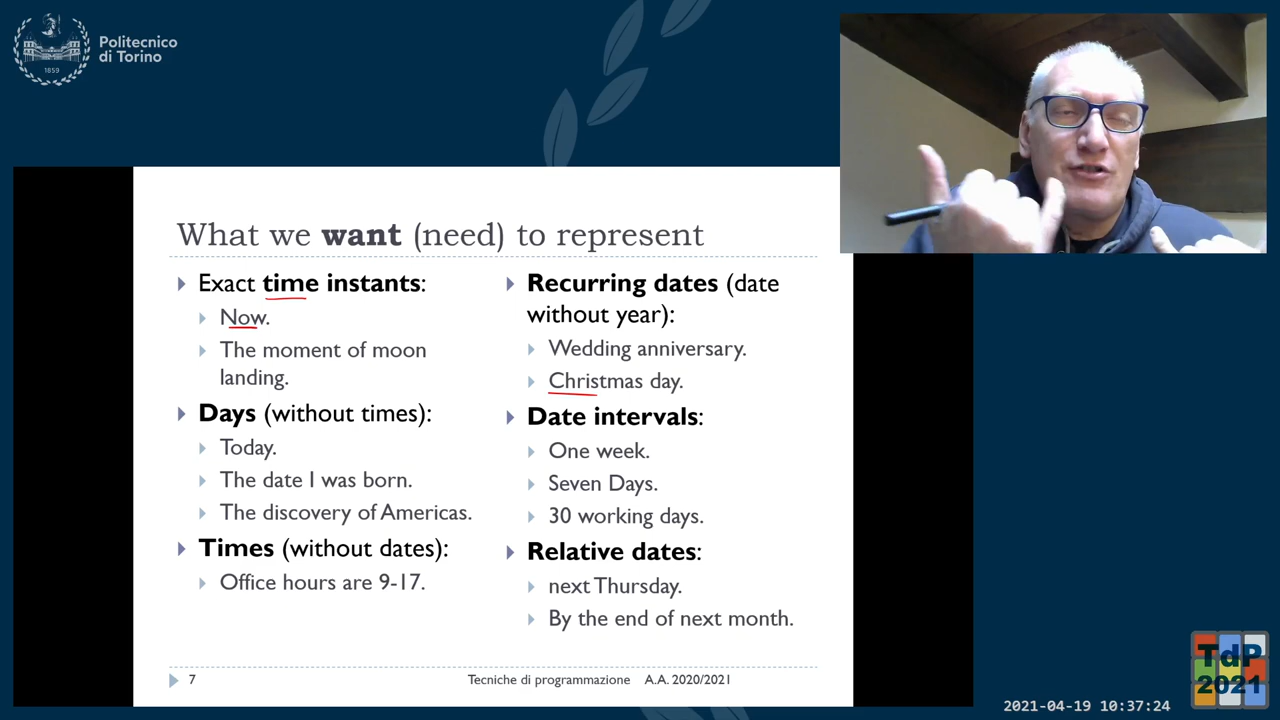 Politecnico
di Torino
1859
What we want (need) to represent
Exact time instants:
Now.
The moment of moon
landing.
Days (without times):
Today.
The date I was born.
The discovery of Americas.
Times (without dates):
Office hours are 9-17.
Recurring dates (date
without year):
Wedding anniversary.
Christmas day.
Date intervals:
One week.
Seven Days.
30 working days.
Relative dates:
next Thursday.
By the end of next month.
7
Tecniche di programmazione A.A. 2020/2021
TdP
2021
2021-04-19 10:37:24